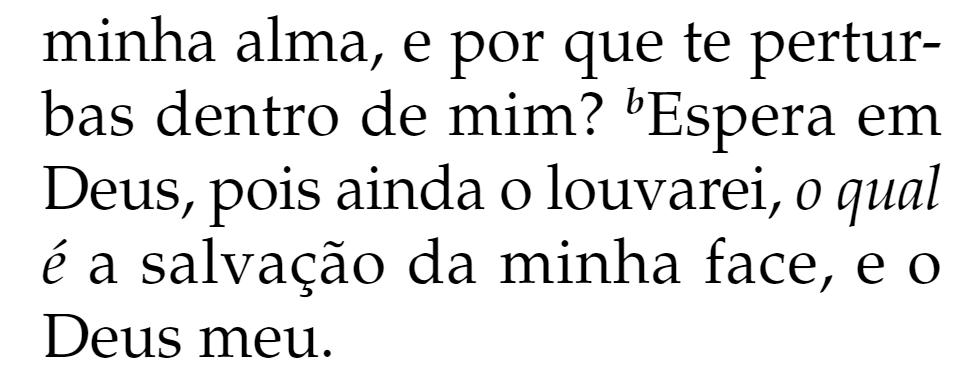 minha alma, e por que te pertur-
bas dentro de mim? ᵇEspera em
Deus, pois ainda o louvarei, o qual
é a salvação da minha face, e o
Deus meu.